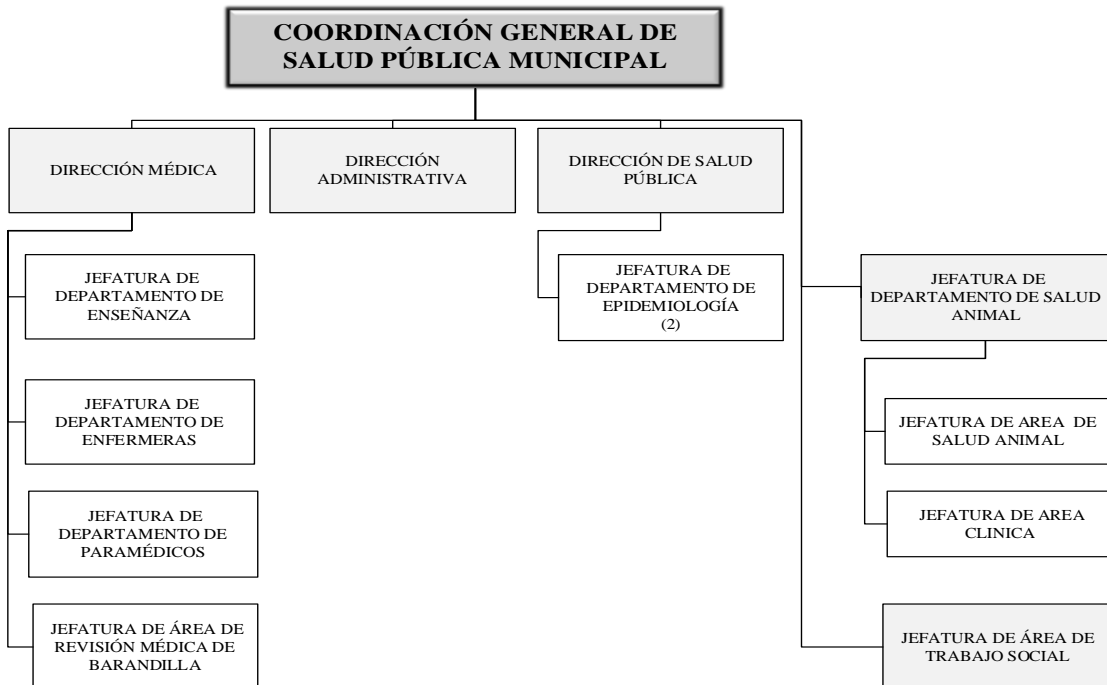 COORDINACIÓN GENERAL DE
SALUD PÚBLICA MUNICIPAL
DIRECCIÓN MÉDICA
DIRECCIÓN
ADMINISTRATIVA
DIRECCIÓN DE SALUD
PÚBLICA
JEFATURA DE
DEPARTAMENTO DE
ENSEÑANZA
JEFATURA DE
DEPARTAMENTO DE
EPIDEMIOLOGÍA
(2)
JEFATURA DE
DEPARTAMENTO DE SALUD
ANIMAL
JEFATURA DE
DEPARTAMENTO DE
ENFERMERAS
JEFATURA DE AREA DE
SALUD ANIMAL
JEFATURA DE
DEPARTAMENTO DE
PARAMÉDICOS
JEFATURA DE AREA
CLINICA
JEFATURA DE ÁREA DE
REVISIÓN MÉDICA DE
BARANDILLA
JEFATURA DE ÁREA DE
TRABAJO SOCIAL